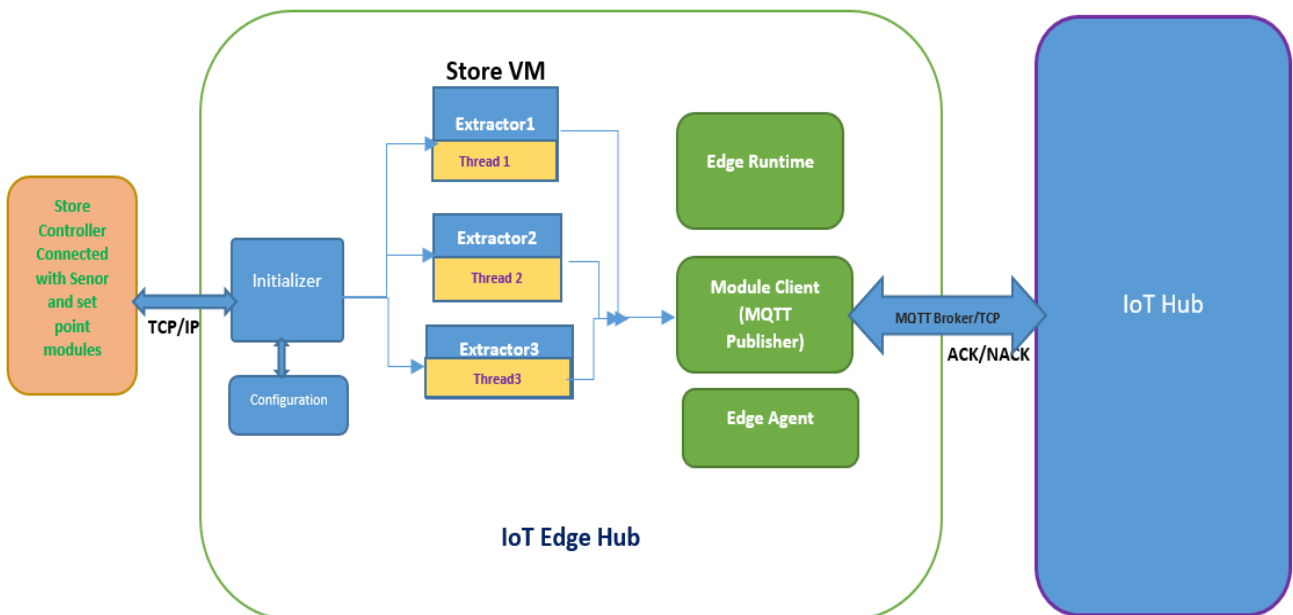 Store VM
Store
Controller
Connected
with Senor
and set
point
modules
TCP/IP
Initializer
Configuration
Extractor1
Thread 1
Extractor2
Thread 2
Extractor3
Thread3
Edge Runtime
Module Client
(MQTT
Publisher)
Edge Agent
MQTT Broker/TCP
ACK/NACK
IoT Hub
IoT Edge Hub